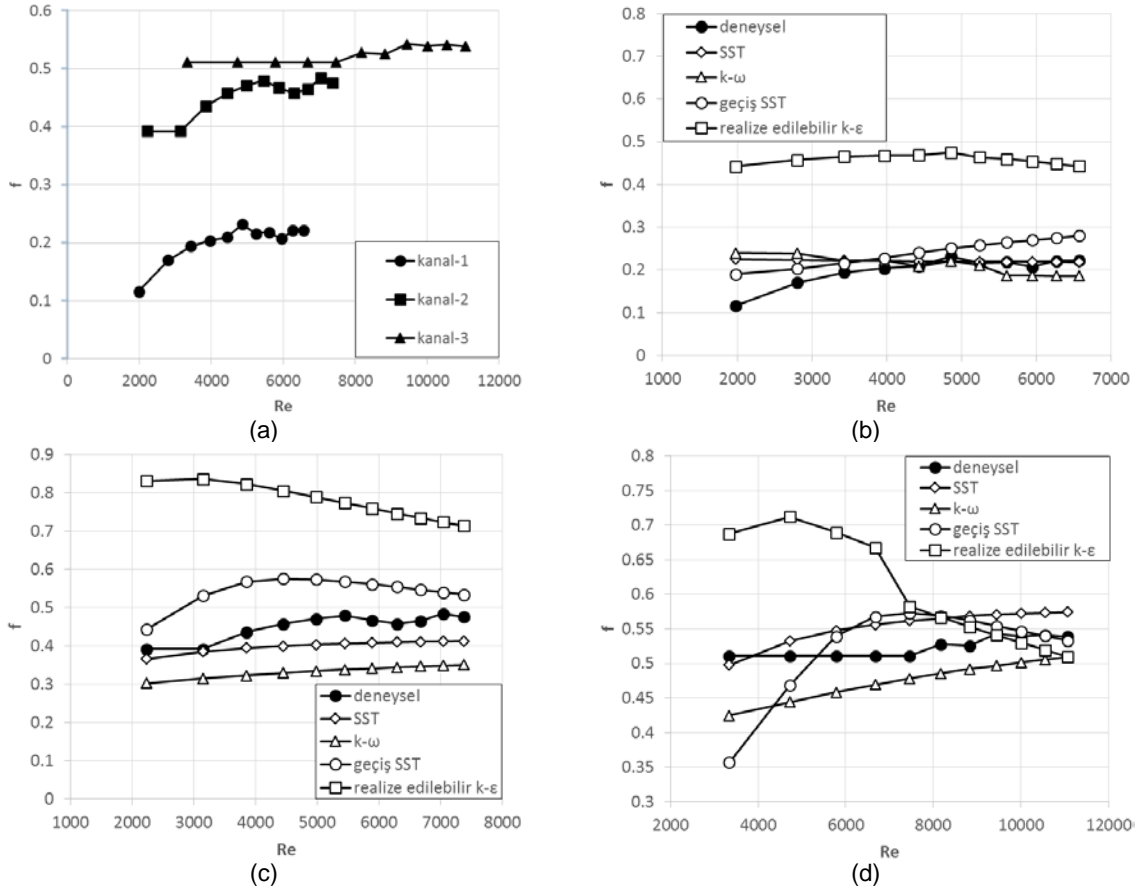 0.6
0.5
0.4
0.3
0.2
0.1
0
f
kanal-1
kanal-2
kanal-3
0 2000 4000 6000 8000 10000 12000
Re
(a)
0.8
0.7
0.6
0.5
0.4
0.3
0.2
0.1
0
f
deneysel
SST
k-ω
geçiş SST
realize edilebilir k-ε
1000 2000 3000 4000 5000 6000 7000
Re
(b)
0.9
0.8
0.7
0.6
0.5
0.4
0.3
0.2
0.1
0
f
deneysel
SST
k-ω
geçiş SST
realize edilebilir k-ε
1000 2000 3000 4000 5000 6000 7000 8000
Re
(c)
0.8
0.75
0.7
0.65
0.6
0.55
0.5
0.45
0.4
0.35
0.3
f
deneysel
SST
k-ω
geçiş SST
realize edilebilir k-ε
2000 4000 6000 8000 10000 12000
Re
(d)